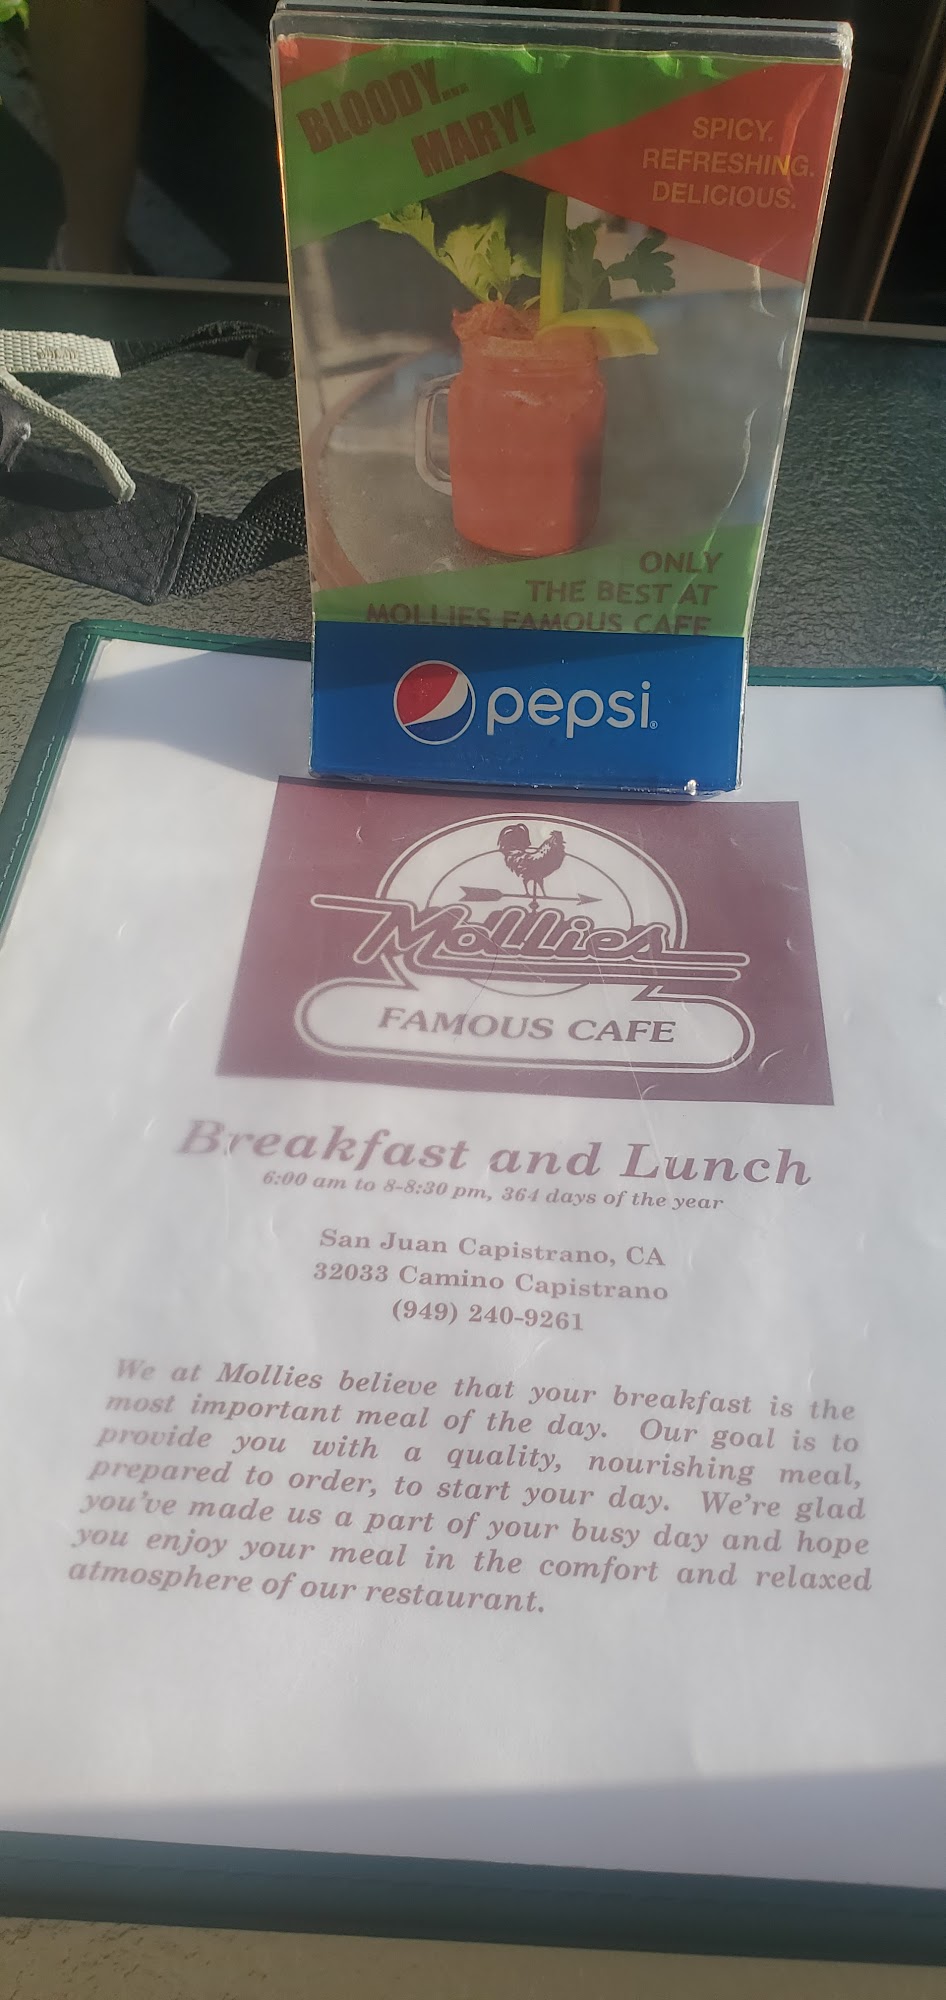 BLOODY...
MARY!
SPICY.
REFRESHING.
DELICIOUS.
ONLY
THE BEST AT
MOLLIES FAMOUS CAFE
pepsi
Mollies
FAMOUS CAFE
Breakfast and Lunch
6:00 am to 8-8:30 pm, 364 days of the year
San Juan Capistrano, CA
32033 Camino Capistrano
(949) 240-9261
We at Mollies believe that your breakfast is the
most important meal of the day. Our goal is to
provide you with a quality, nourishing meal,
prepared to order, to start your day. We're glad
you've made us a part of your busy day and hope
you enjoy your meal in the comfort and relaxed
atmosphere of our restaurant.